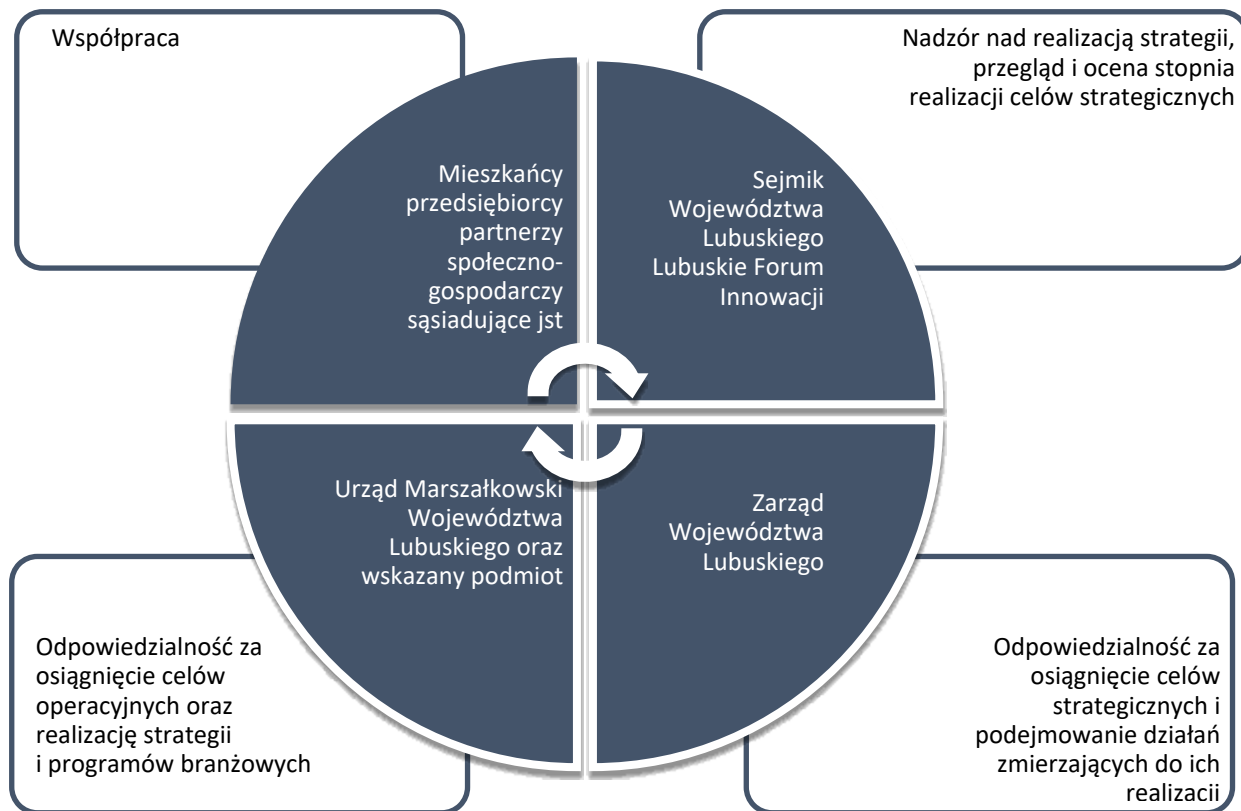 Współpraca
Nadzór nad realizacją strategii,
przegląd i ocena stopnia
realizacji celów strategicznych
Mieszkańcy
przedsiębiorcy
partnerzy
społeczno-
gospodarczy
sąsiadujące jst
Sejmik
Województwa
Lubuskiego
Lubuskie Forum
Innowacji
Urząd Marszałkowski
Województwa
Lubuskiego oraz
wskazany podmiot
Zarząd
Województwa
Lubuskiego
Odpowiedzialność za
osiągnięcie celów
operacyjnych oraz
realizację strategii
i programów branżowych
Odpowiedzialność za
osiągnięcie celów
strategicznych i
podejmowanie działań
zmierzających do ich
realizacji